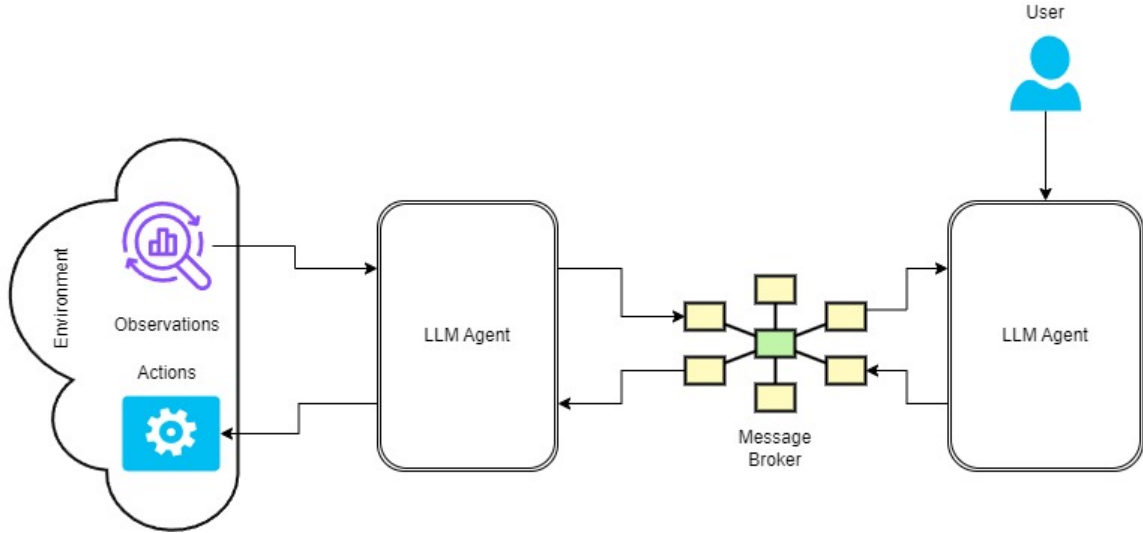 User
Environment
Observations
Actions
LLM Agent
Message
Broker
LLM Agent